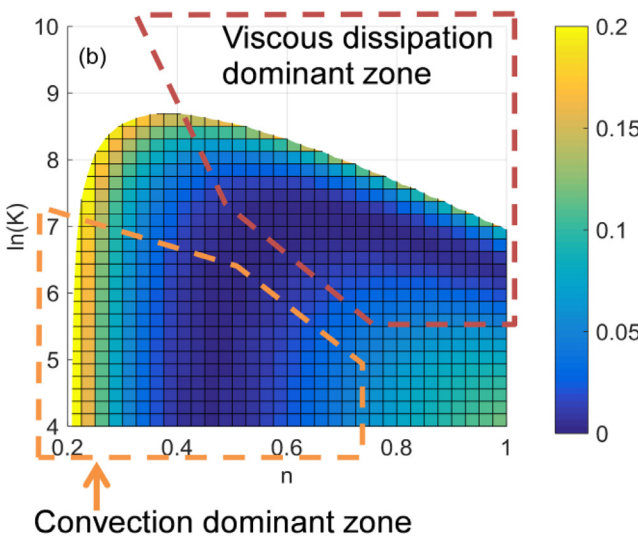 10
0.2
(b)
Viscous dissipation
dominant zone
9
8
0.15
7
ln(K)
0.1
6
0.05
5
4
0
0.2
0.4
0.6
0.8
1
n
Convection dominant zone